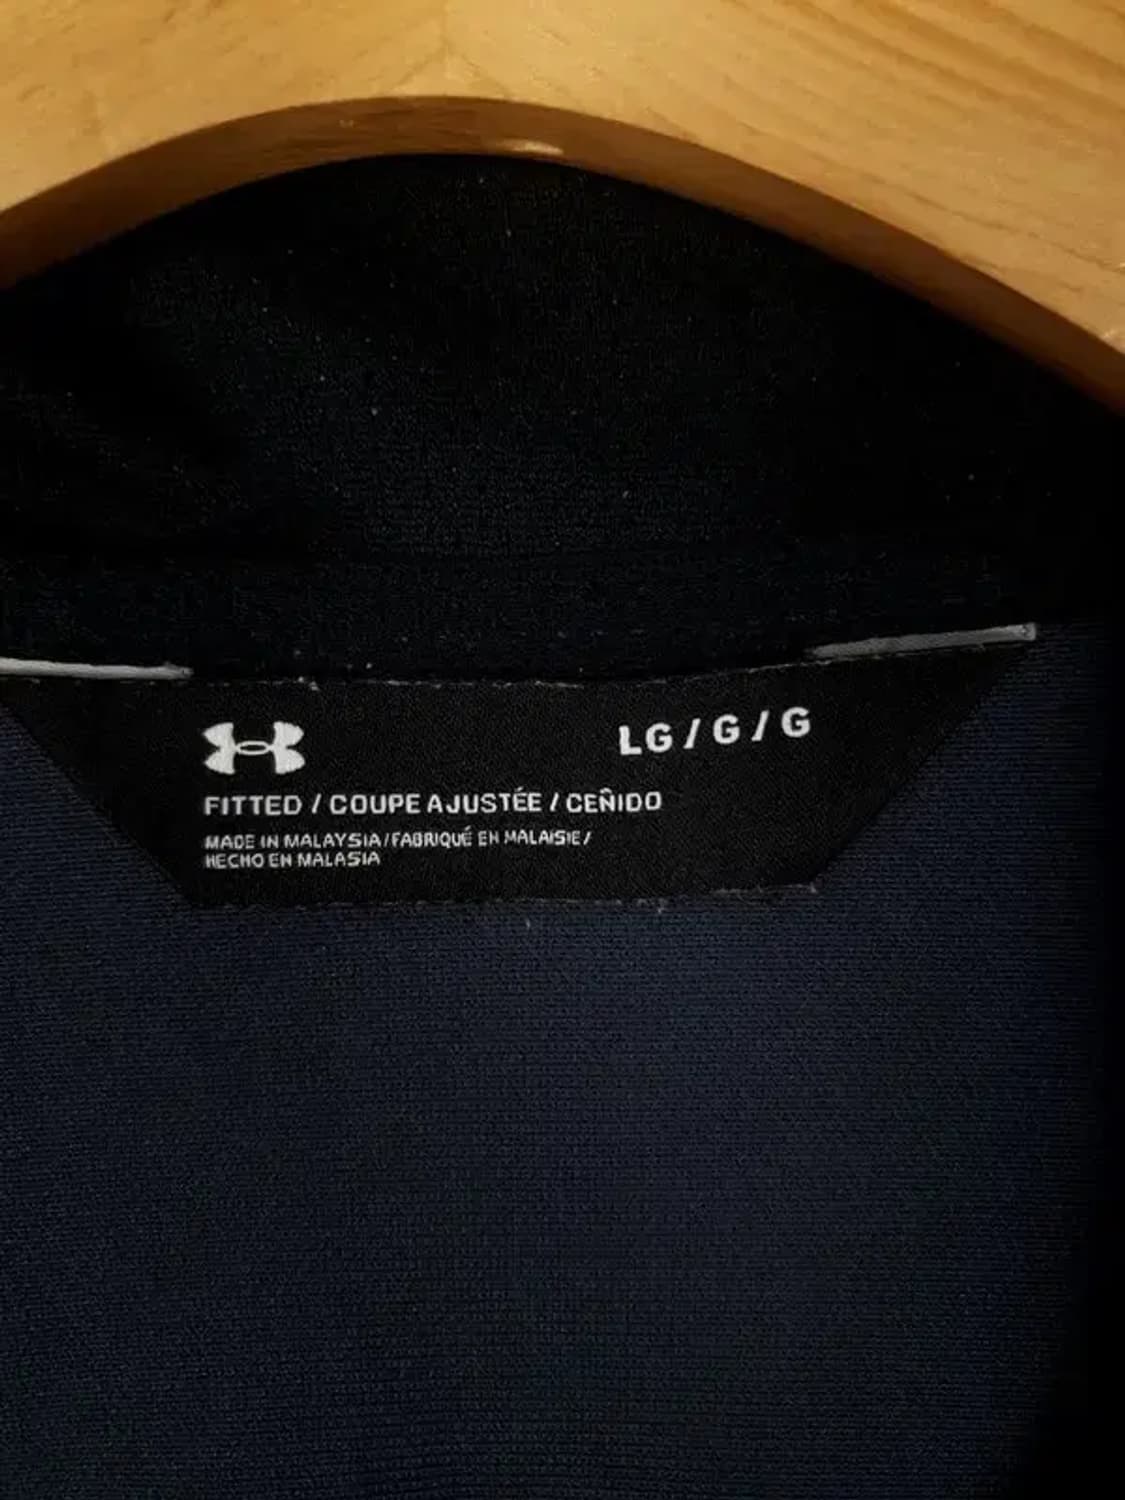 LG / G / G
FITTED / COUPE AJUSTÉE / CEÑIDO
MADE IN MALAYSIA / FABRIQUÉ EN MALAISIE /
HECHO EN MALASIA